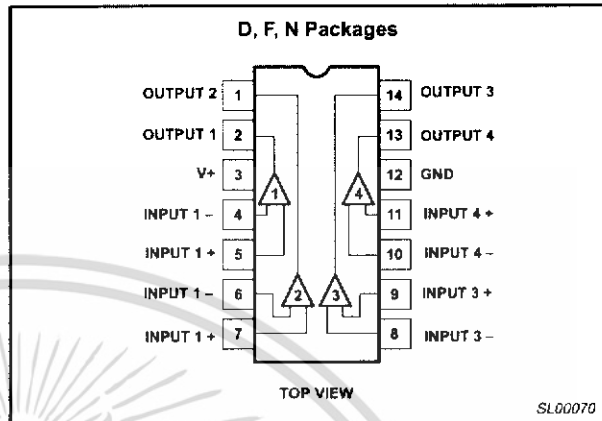 D, F, N Packages
OUTPUT 2 1 14 OUTPUT 3
OUTPUT 1 2 13 OUTPUT 4
V+ 3 12 GND
1 4
INPUT 1 – 4 11 INPUT 4 +
INPUT 1 + 5 10 INPUT 4 –
INPUT 1 – 6 2 3 9 INPUT 3 +
INPUT 1 + 7 8 INPUT 3 –
TOP VIEW
SL00070